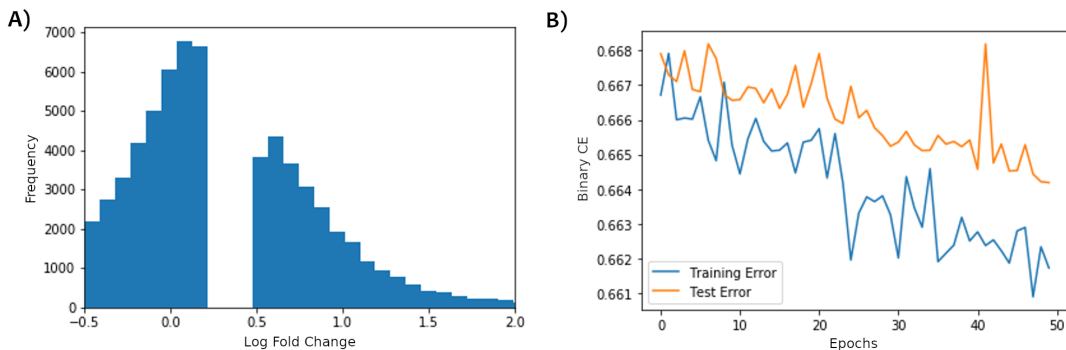 A)
7000
6000
5000
4000
3000
2000
1000
0
Frequency
−0.5 0.0 0.5 1.0 1.5 2.0
Log Fold Change
B)
0.668
0.667
0.666
0.665
0.664
0.663
0.662
0.661
Binary CE
Training Error
Test Error
0 10 20 30 40 50
Epochs